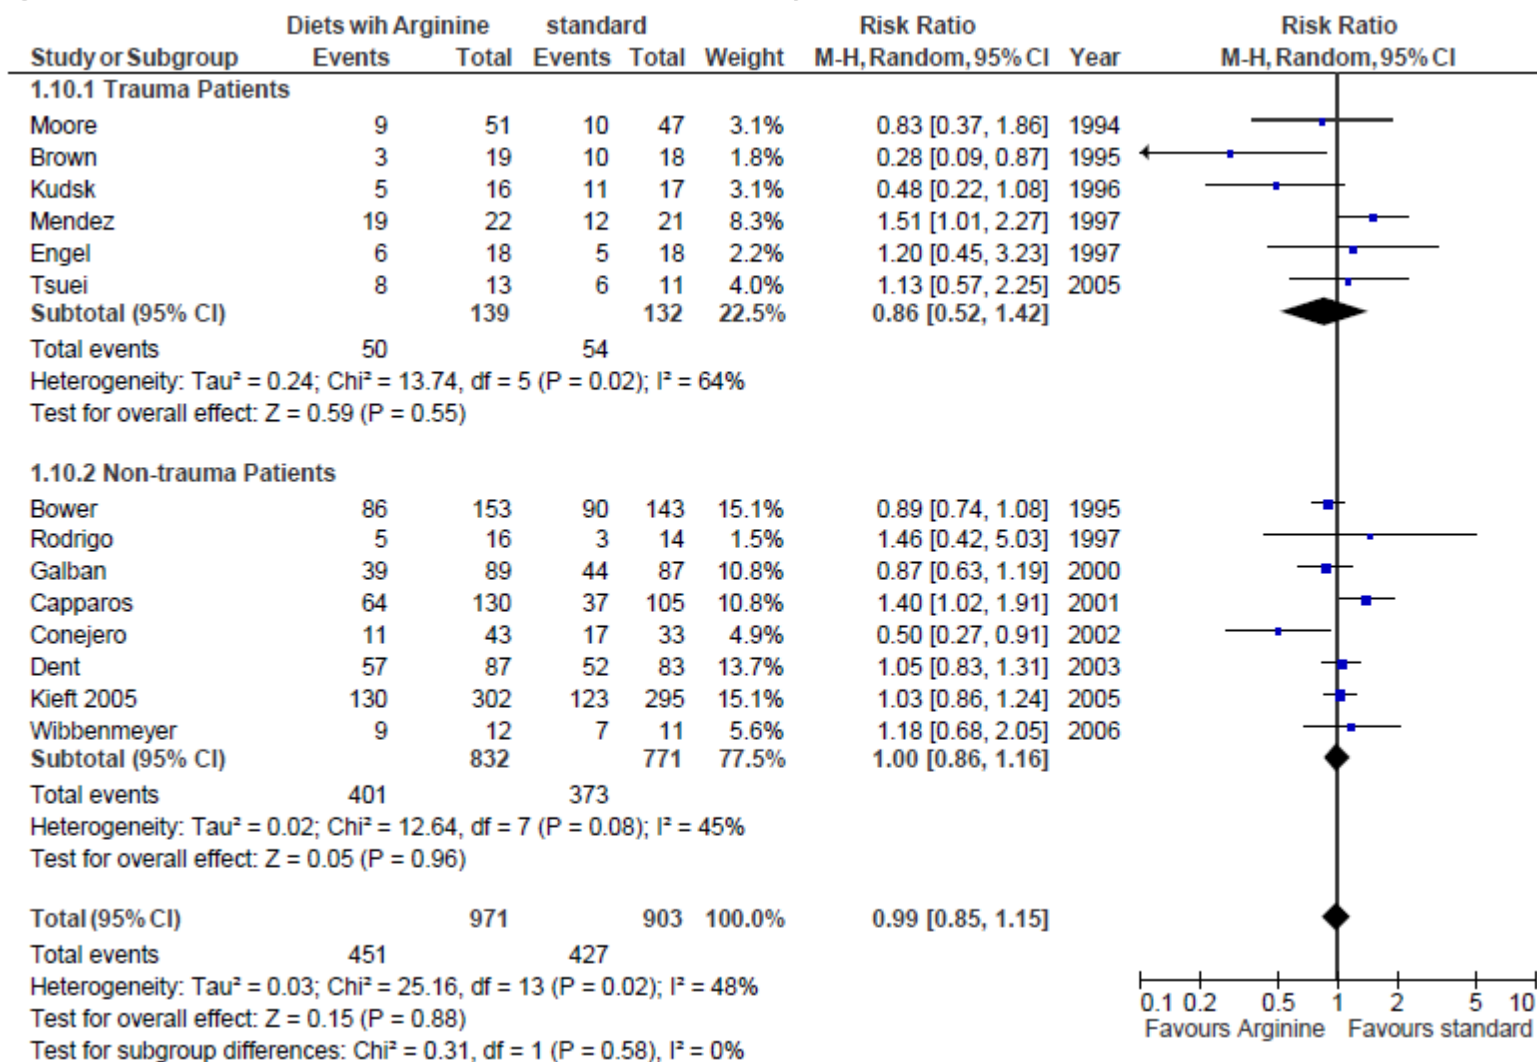 Diets wih Arginine standard Risk Ratio Risk Ratio
Study or Subgroup Events Total Events Total Weight M-H, Random, 95% CI Year M-H, Random, 95% CI
1.10.1 Trauma Patients
Moore 9 51 10 47 3.1% 0.83 [0.37, 1.86] 1994
Brown 3 19 10 18 1.8% 0.28 [0.09, 0.87] 1995
Kudsk 5 16 11 17 3.1% 0.48 [0.22, 1.08] 1996
Mendez 19 22 12 21 8.3% 1.51 [1.01, 2.27] 1997
Engel 6 18 5 18 2.2% 1.20 [0.45, 3.23] 1997
Tsuei 8 13 6 11 4.0% 1.13 [0.57, 2.25] 2005
Subtotal (95% CI) 139 132 22.5% 0.86 [0.52, 1.42]
Total events 50 54
Heterogeneity: Tau² = 0.24; Chi² = 13.74, df = 5 (P = 0.02); I² = 64%
Test for overall effect: Z = 0.59 (P = 0.55)
1.10.2 Non-trauma Patients
Bower 86 153 90 143 15.1% 0.89 [0.74, 1.08] 1995
Rodrigo 5 16 3 14 1.5% 1.46 [0.42, 5.03] 1997
Galban 39 89 44 87 10.8% 0.87 [0.63, 1.19] 2000
Capparos 64 130 37 105 10.8% 1.40 [1.02, 1.91] 2001
Conejero 11 43 17 33 4.9% 0.50 [0.27, 0.91] 2002
Dent 57 87 52 83 13.7% 1.05 [0.83, 1.31] 2003
Kieft 2005 130 302 123 295 15.1% 1.03 [0.86, 1.24] 2005
Wibbenmeyer 9 12 7 11 5.6% 1.18 [0.68, 2.05] 2006
Subtotal (95% CI) 832 771 77.5% 1.00 [0.86, 1.16]
Total events 401 373
Heterogeneity: Tau² = 0.02; Chi² = 12.64, df = 7 (P = 0.08); I² = 45%
Test for overall effect: Z = 0.05 (P = 0.96)
Total (95% CI) 971 903 100.0% 0.99 [0.85, 1.15]
Total events 451 427
Heterogeneity: Tau² = 0.03; Chi² = 25.16, df = 13 (P = 0.02); I² = 48%
Test for overall effect: Z = 0.15 (P = 0.88)
Test for subgroup differences: Chi² = 0.31, df = 1 (P = 0.58), I² = 0%
0.1 0.2 0.5 1 2 5 10
Favours Arginine Favours standard